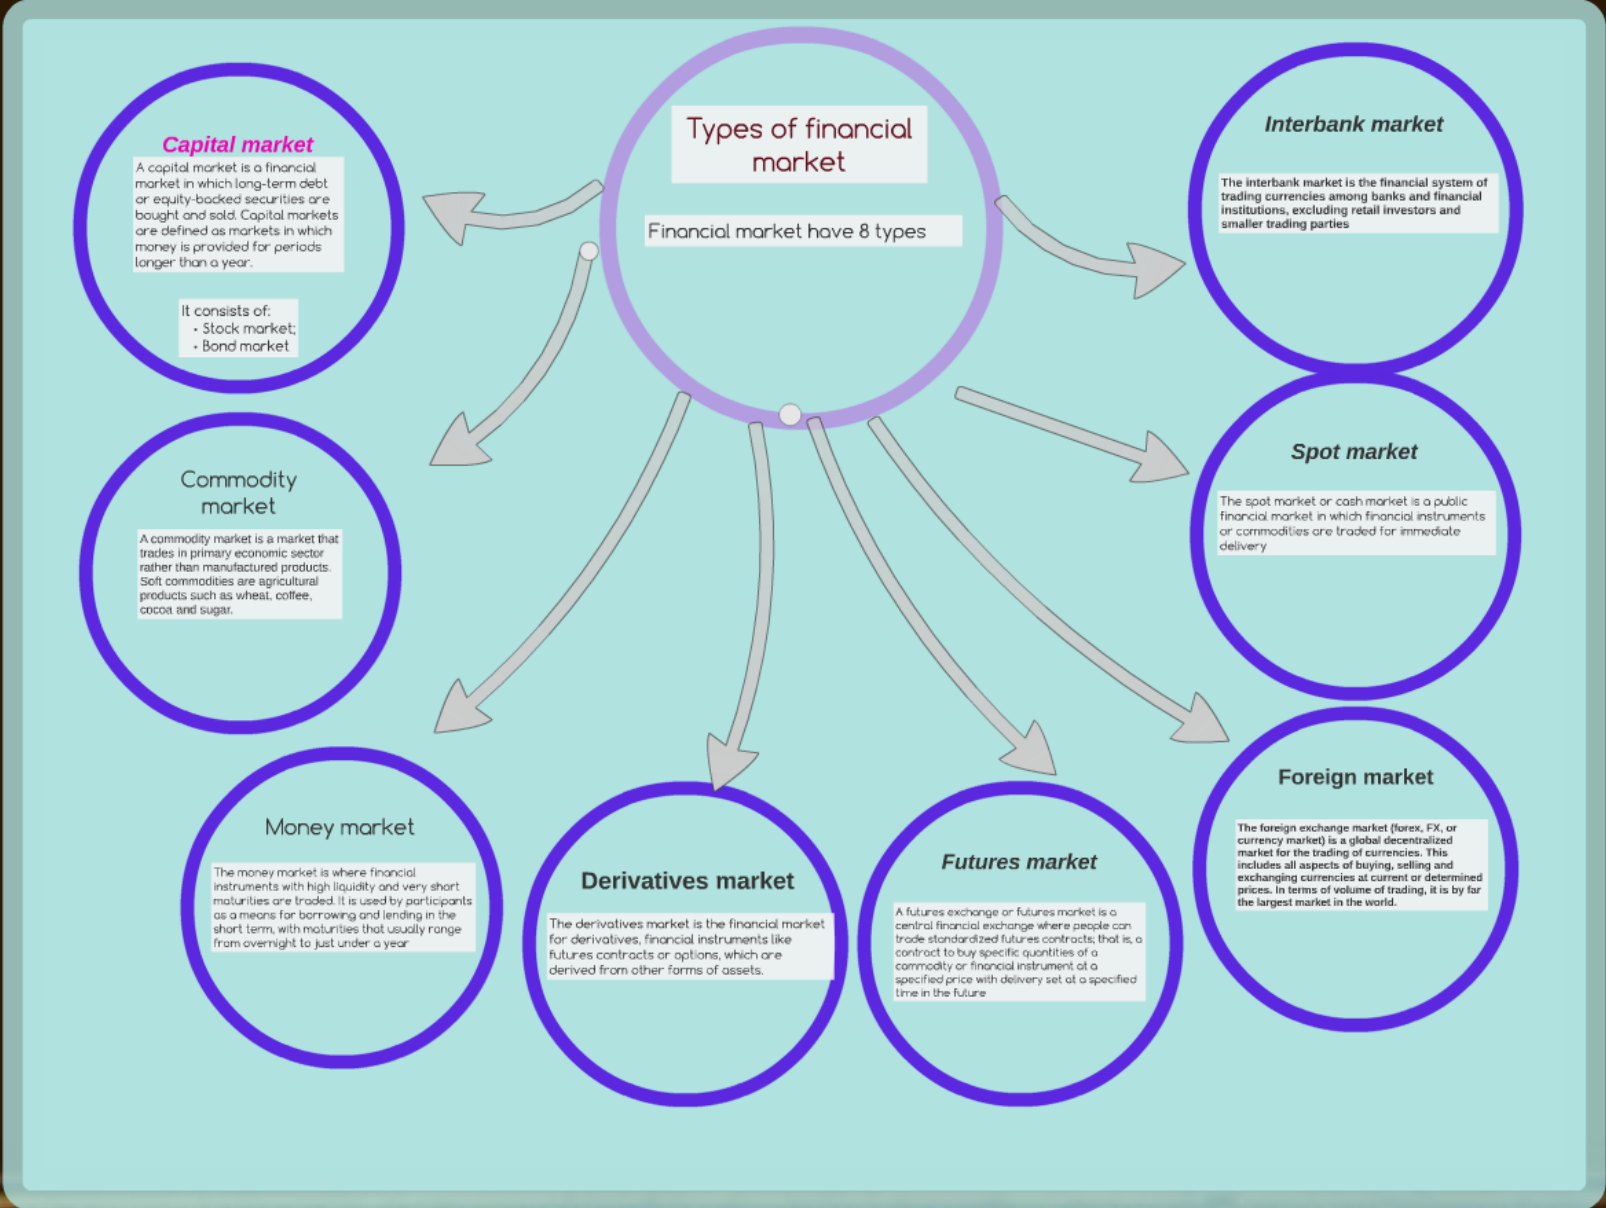 Types of financial
market
Financial market have 8 types
Capital market
A capital market is a financial
market in which long-term debt
or equity-backed securities are
bought and sold. Capital markets
are defined as markets in which
money is provided for periods
longer than a year.
It consists of:
• Stock market;
• Bond market
Commodity
market
A commodity market is a market that
trades in primary economic sector
rather than manufactured products.
Soft commodities are agricultural
products such as wheat, coffee,
cocoa and sugar.
Money market
The money market is where financial
instruments with high liquidity and very short
maturities are traded. It is used by participants
as a means for borrowing and lending in the
short term, with maturities that usually range
from overnight to just under a year
Derivatives market
The derivatives market is the financial market
for derivatives, financial instruments like
futures contracts or options, which are
derived from other forms of assets.
Futures market
A futures exchange or futures market is a
central financial exchange where people can
trade standardized futures contracts; that is, a
contract to buy specific quantities of a
commodity or financial instrument at a
specified price with delivery set at a specified
time in the future
Foreign market
The foreign exchange market (forex, FX, or
currency market) is a global decentralized
market for the trading of currencies. This
includes all aspects of buying, selling and
exchanging currencies at current or determined
prices. In terms of volume of trading, it is by far
the largest market in the world.
Spot market
The spot market or cash market is a public
financial market in which financial instruments
or commodities are traded for immediate
delivery
Interbank market
The interbank market is the financial system of
trading currencies among banks and financial
institutions, excluding retail investors and
smaller trading parties